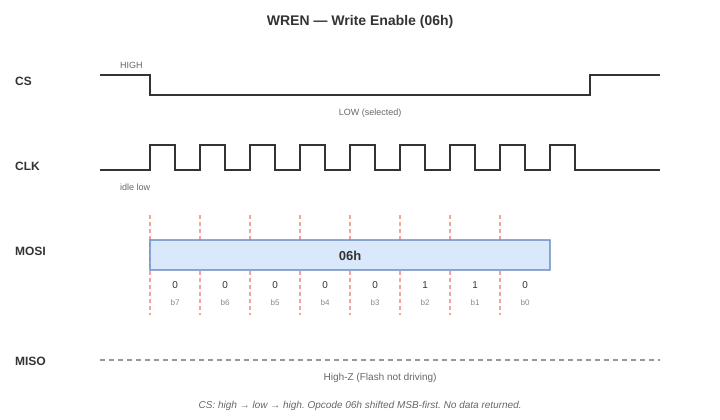 WREN — Write Enable (06h)
HIGH
CS
LOW (selected)
CLK
idle low
MOSI
06h
0 0 0 0 0 1 1 0
b7 b6 b5 b4 b3 b2 b1 b0
MISO
High-Z (Flash not driving)
CS: high → low → high. Opcode 06h shifted MSB-first. No data returned.